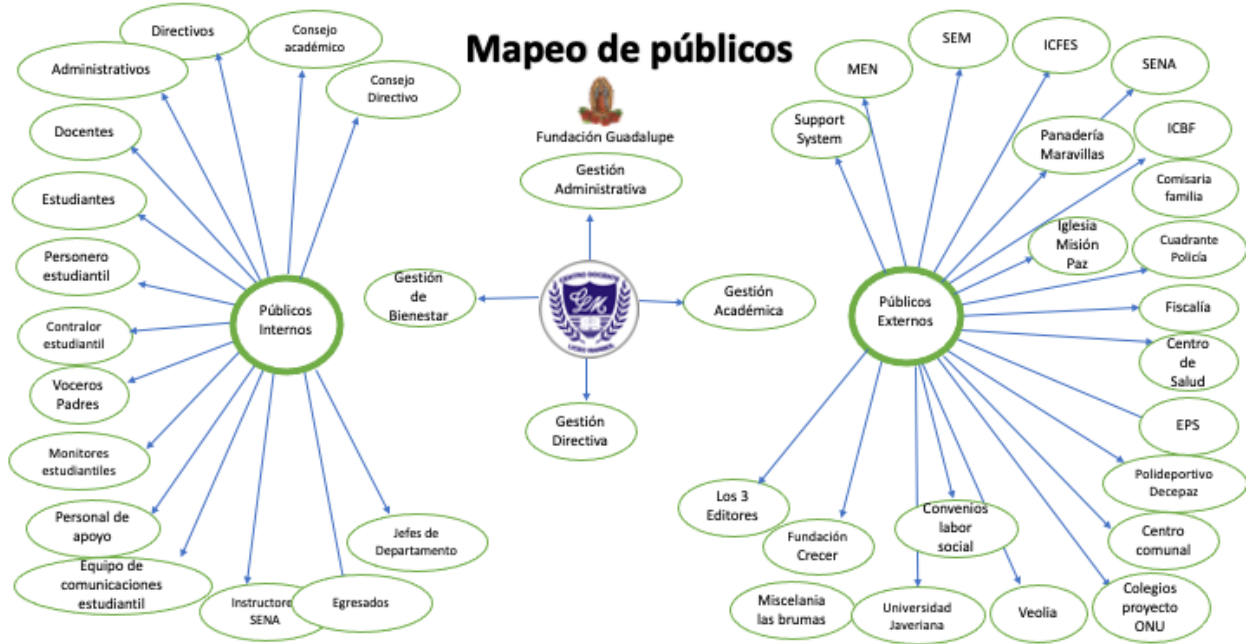 Mapeo de públicos
Fundación Guadalupe
Directivos
Consejo
académico
Administrativos
Consejo
Directivo
Docentes
Estudiantes
Personero
estudiantil
Contralor
estudiantil
Voceros
Padres
Monitores
estudiantiles
Personal de
apoyo
Equipo de
comunicaciones
estudiantil
Instructore
SENA
Egresados
Jefes de
Departamento
Públicos
Internos
Gestión
Administrativa
Gestión
de
Bienestar
CENTRO DOCENTE
Gestión
Académica
Gestión
Directiva
Públicos
Externos
Support
System
MEN
SEM
ICFES
SENA
Panadería
Maravillas
ICBF
Comisaria
familia
Iglesia
Misión
Paz
Cuadrante
Policía
Fiscalía
Centro
de
Salud
EPS
Polideportivo
Decepaz
Centro
comunal
Colegios
proyecto
ONU
Veolia
Convenios
labor
social
Universidad
Javeriana
Fundación
Crecer
Miscelania
las brumas
Los 3
Editores